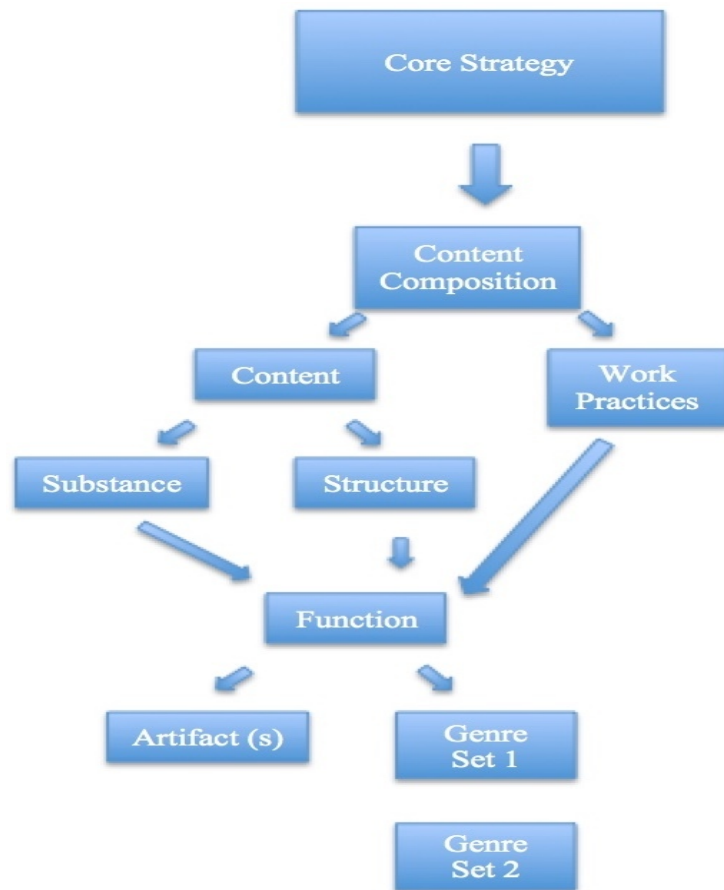 Core Strategy
Content
Composition
Content
Work
Practices
Substance
Structure
Function
Artifact (s)
Genre
Set 1
Genre
Set 2